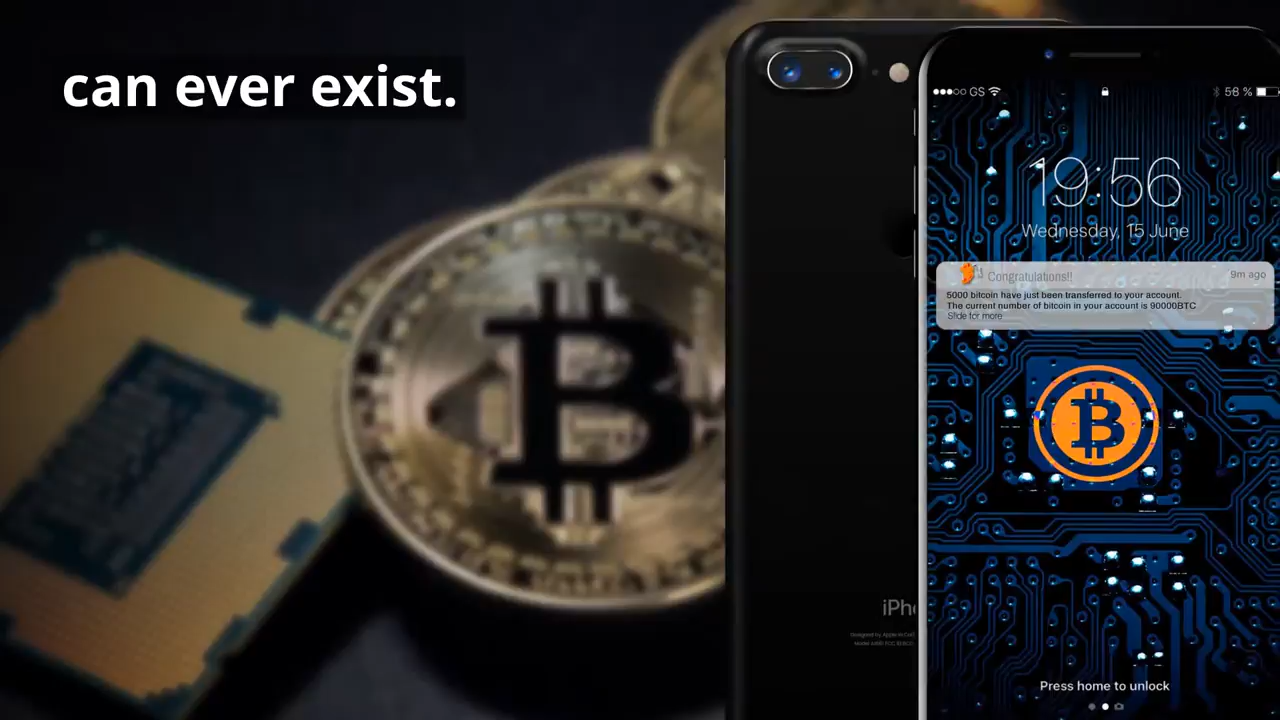 can ever exist.
GS
58 %
19:56
Wednesday, 15 June
Congratulations!!
9m ago
5000 bitcoin have just been transferred to your account.
The current number of bitcoin in your account is 90000BTC
Slide for more
iPho
Press home to unlock